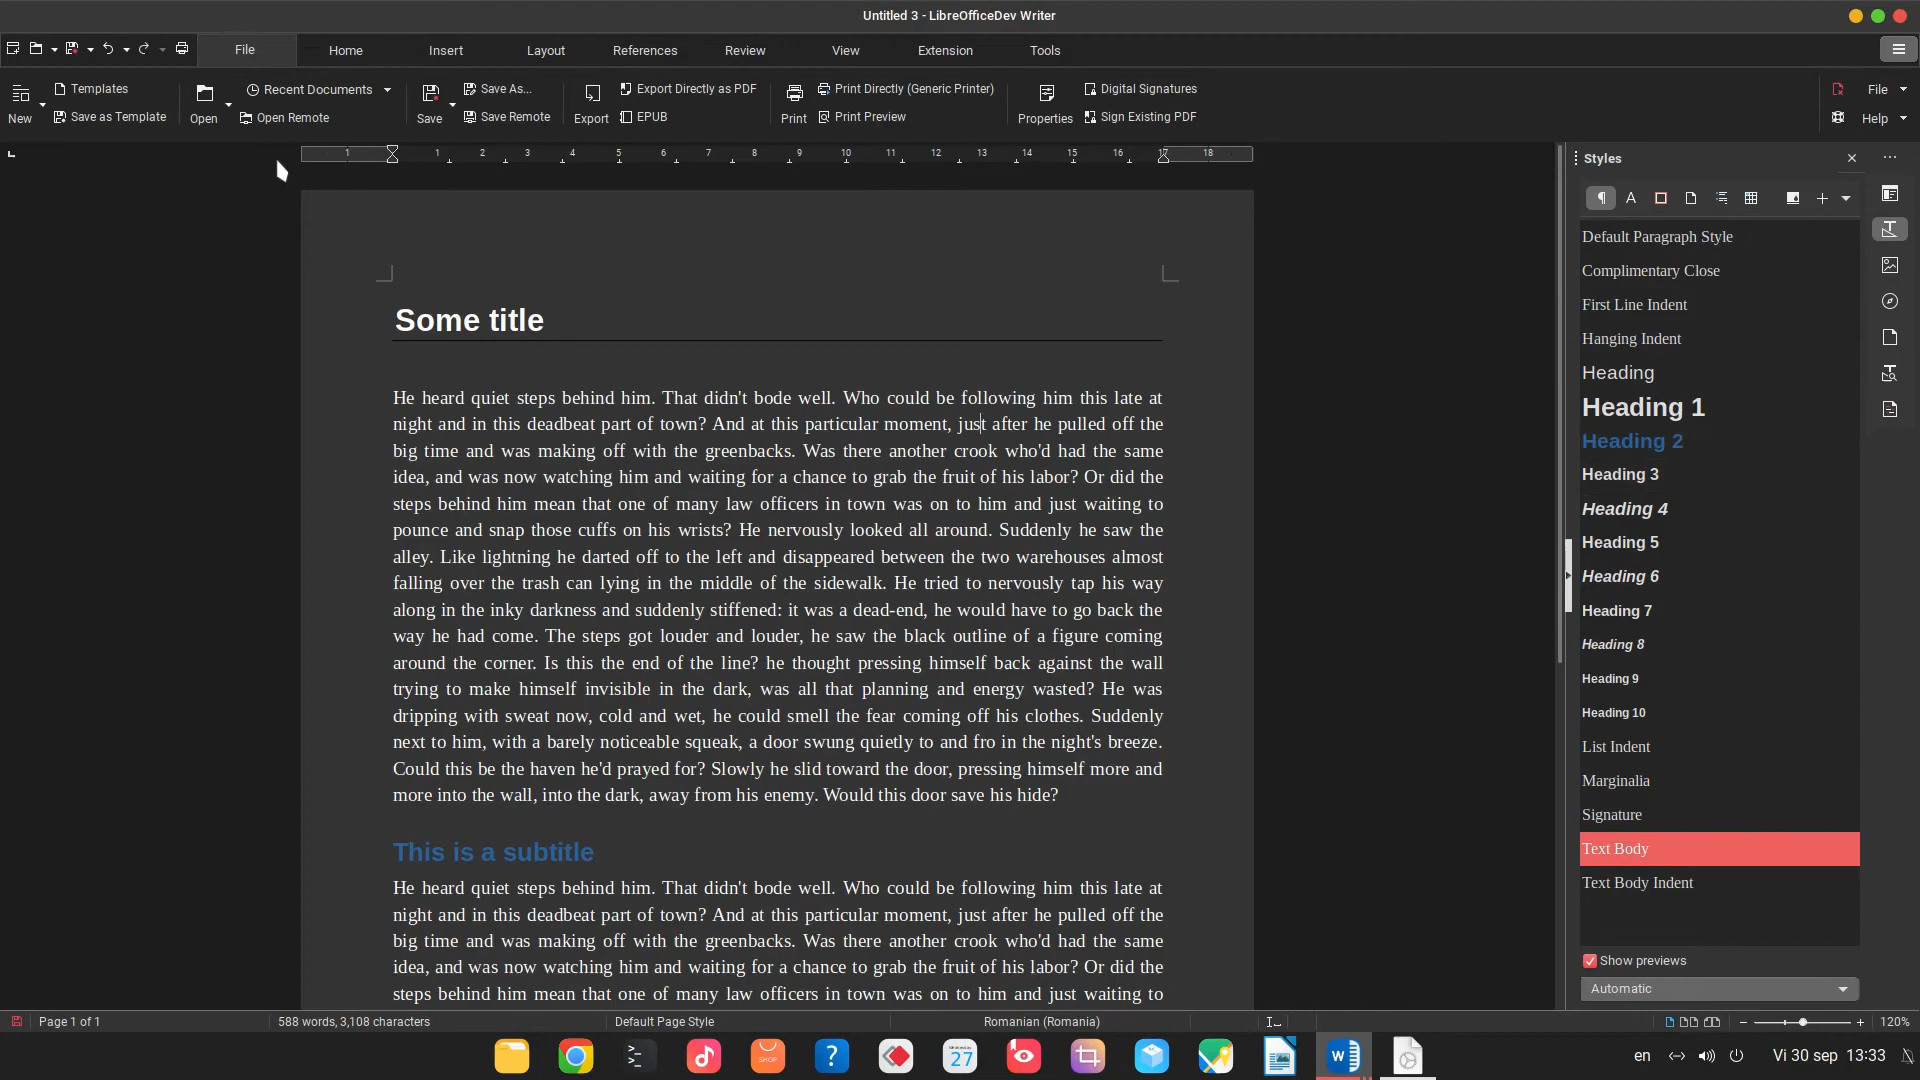 Untitled 3 - LibreOfficeDev Writer
File Home Insert Layout References Review View Extension Tools
New Templates Save as Template Open Recent Documents Open Remote Save Save As... Save Remote Export Export Directly as PDF EPUB Print Print Directly (Generic Printer) Print Preview Properties Digital Signatures Sign Existing PDF File Help
1 1 2 3 4 5 6 7 8 9 10 11 12 13 14 15 16 17 18
Some title
He heard quiet steps behind him. That didn't bode well. Who could be following him this late at
night and in this deadbeat part of town? And at this particular moment, just after he pulled off the
big time and was making off with the greenbacks. Was there another crook who'd had the same
idea, and was now watching him and waiting for a chance to grab the fruit of his labor? Or did the
steps behind him mean that one of many law officers in town was on to him and just waiting to
pounce and snap those cuffs on his wrists? He nervously looked all around. Suddenly he saw the
alley. Like lightning he darted off to the left and disappeared between the two warehouses almost
falling over the trash can lying in the middle of the sidewalk. He tried to nervously tap his way
along in the inky darkness and suddenly stiffened: it was a dead-end, he would have to go back the
way he had come. The steps got louder and louder, he saw the black outline of a figure coming
around the corner. Is this the end of the line? he thought pressing himself back against the wall
trying to make himself invisible in the dark, was all that planning and energy wasted? He was
dripping with sweat now, cold and wet, he could smell the fear coming off his clothes. Suddenly
next to him, with a barely noticeable squeak, a door swung quietly to and fro in the night's breeze.
Could this be the haven he'd prayed for? Slowly he slid toward the door, pressing himself more and
more into the wall, into the dark, away from his enemy. Would this door save his hide?
This is a subtitle
He heard quiet steps behind him. That didn't bode well. Who could be following him this late at
night and in this deadbeat part of town? And at this particular moment, just after he pulled off the
big time and was making off with the greenbacks. Was there another crook who'd had the same
idea, and was now watching him and waiting for a chance to grab the fruit of his labor? Or did the
steps behind him mean that one of many law officers in town was on to him and just waiting to
Styles
Default Paragraph Style
Complimentary Close
First Line Indent
Hanging Indent
Heading
Heading 1
Heading 2
Heading 3
Heading 4
Heading 5
Heading 6
Heading 7
Heading 8
Heading 9
Heading 10
List Indent
Marginalia
Signature
Text Body
Text Body Indent
Show previews
Automatic
Page 1 of 1 588 words, 3,108 characters Default Page Style Romanian (Romania) 120%
SHOP 27 W en Vi 30 sep 13:33